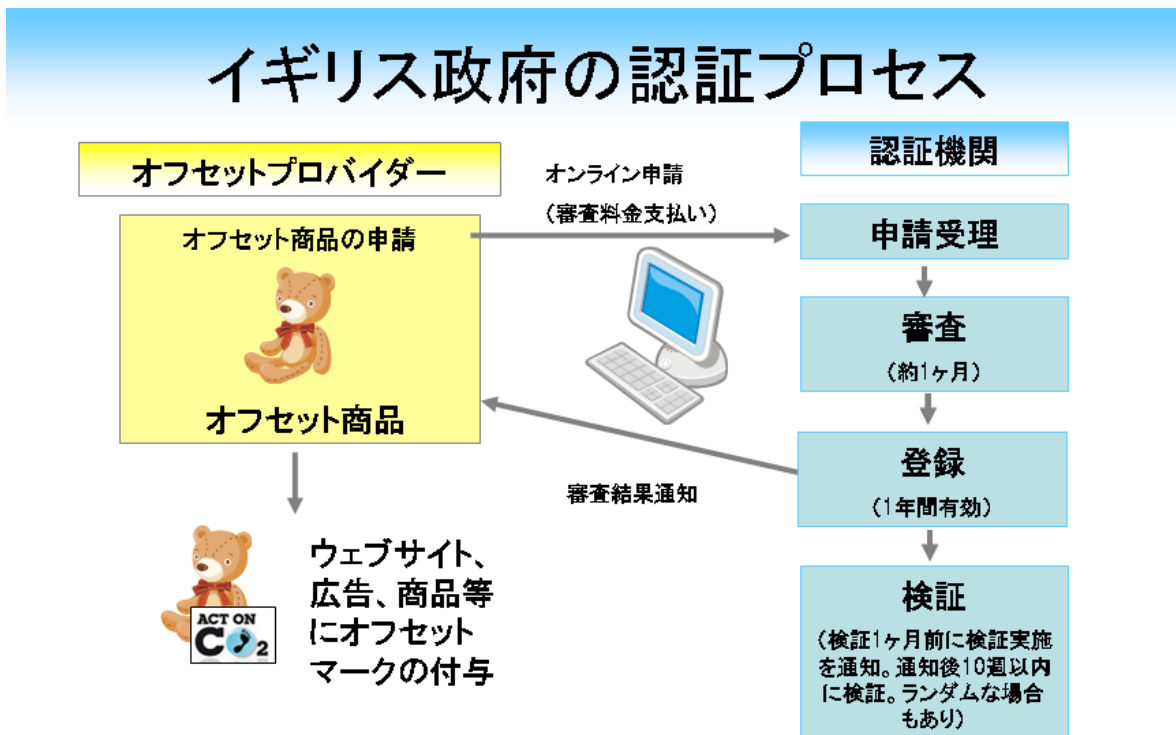 イギリス政府の認証プロセス
オフセットプロバイダー
オフセット商品の申請
オフセット商品
オンライン申請
（審査料金支払い）
認証機関
申請受理
審査
（約1ヶ月）
登録
（1年間有効）
審査結果通知
検証
（検証1ヶ月前に検証実施
を通知。通知後10週以内
に検証。ランダムな場合
もあり）
ウェブサイト、
広告、商品等
にオフセット
マークの付与
ACT ON
CO2